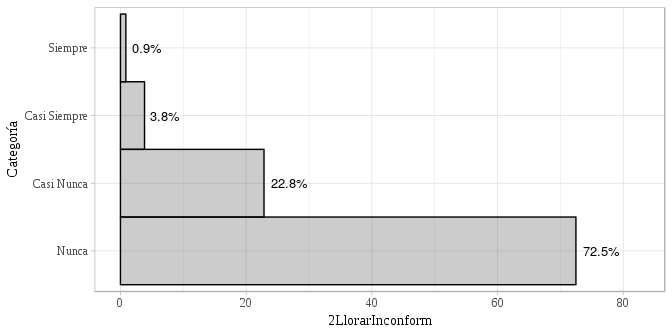 Siempre
0.9%
Casi Siempre
3.8%
Casi Nunca
22.8%
Nunca
72.5%
Categoría
0 20 40 60 80
2LlorarInconform